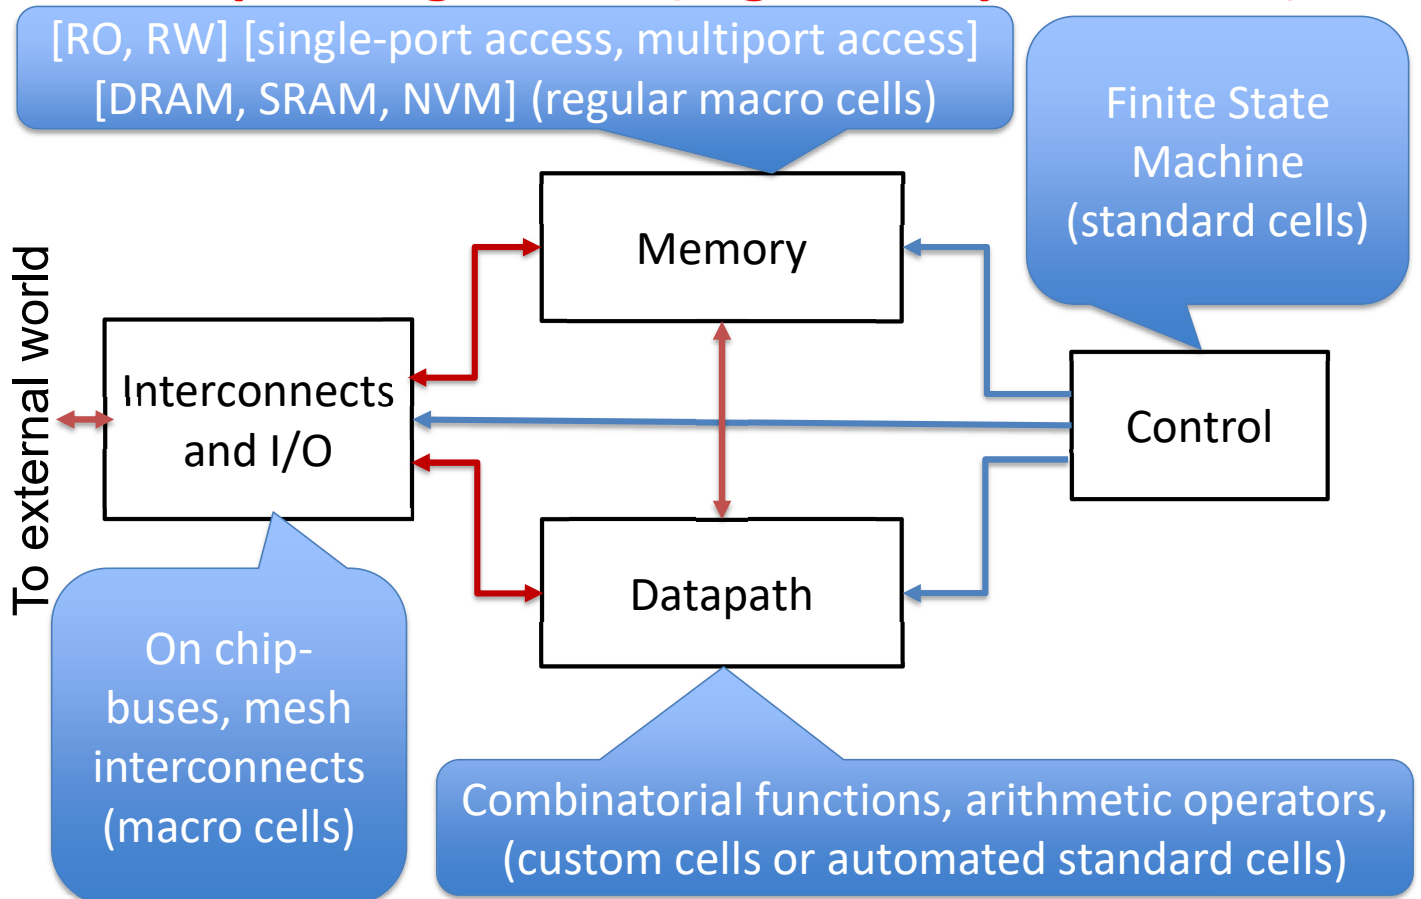 [RO, RW] [single-port access, multiport access]
[DRAM, SRAM, NVM] (regular macro cells)
Finite State
Machine
(standard cells)
Memory
To external world
Interconnects
and I/O
Control
Datapath
On chip-
buses, mesh
interconnects
(macro cells)
Combinatorial functions, arithmetic operators,
(custom cells or automated standard cells)